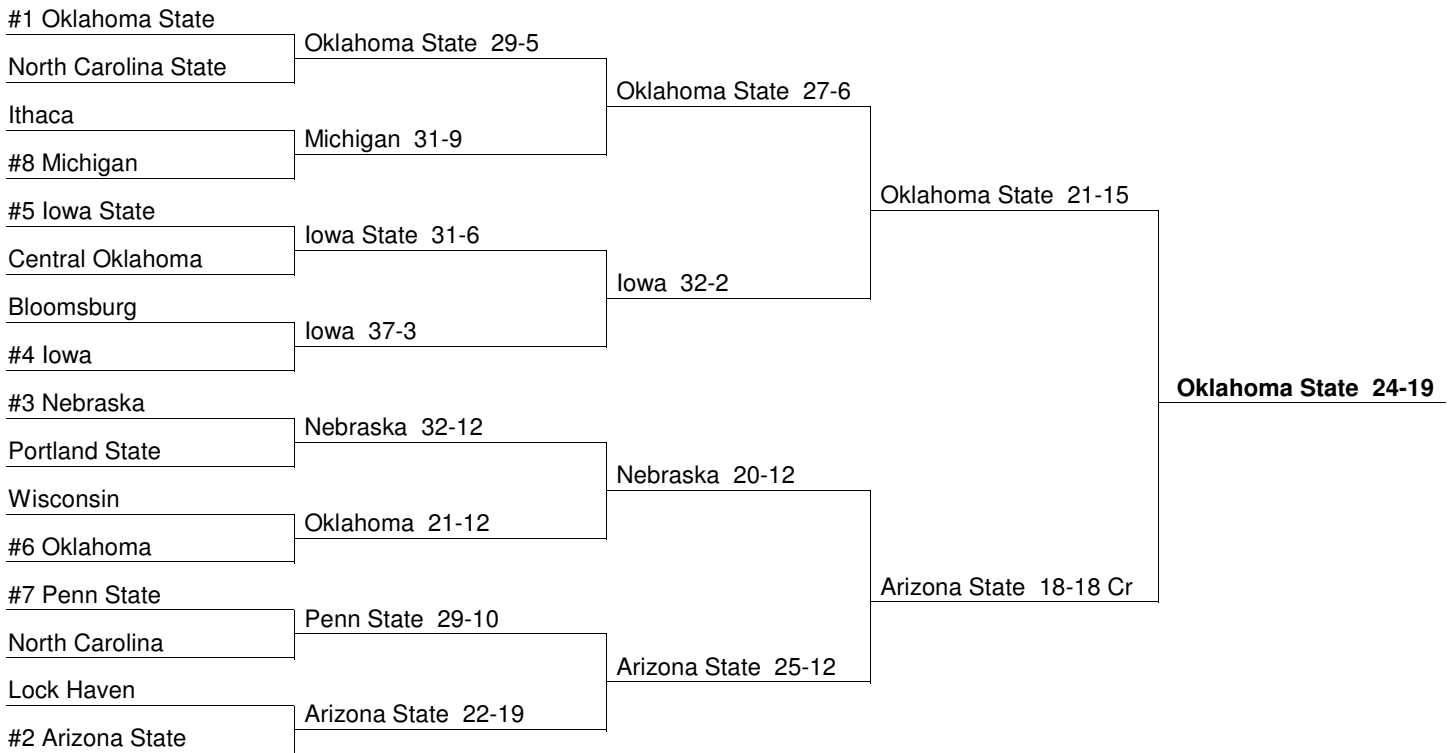 #1 Oklahoma State
Oklahoma State 29-5
North Carolina State
Oklahoma State 27-6
Ithaca
Michigan 31-9
#8 Michigan
Oklahoma State 21-15
#5 Iowa State
Iowa State 31-6
Central Oklahoma
Iowa 32-2
Bloomsburg
Iowa 37-3
#4 Iowa
Oklahoma State 24-19
#3 Nebraska
Nebraska 32-12
Portland State
Nebraska 20-12
Wisconsin
Oklahoma 21-12
#6 Oklahoma
Arizona State 18-18 Cr
#7 Penn State
Penn State 29-10
North Carolina
Arizona State 25-12
Lock Haven
Arizona State 22-19
#2 Arizona State